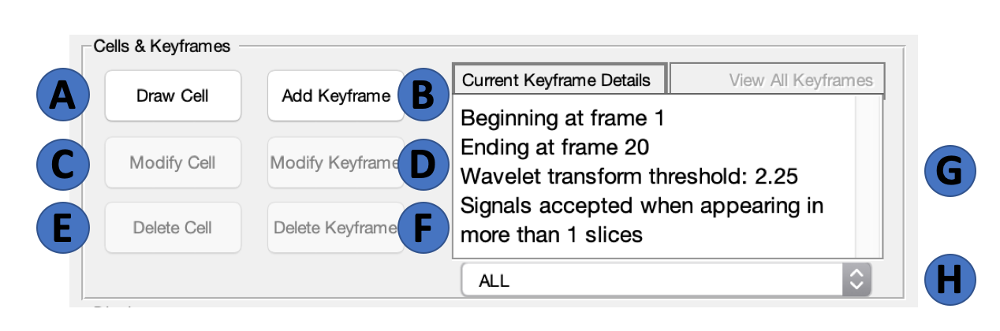 Cells & Keyframes
A Draw Cell Add Keyframe B Current Keyframe Details View All Keyframes
Beginning at frame 1
Ending at frame 20
C Modify Cell Modify Keyframe D Wavelet transform threshold: 2.25 G
Signals accepted when appearing in
E Delete Cell Delete Keyframe F more than 1 slices
ALL H